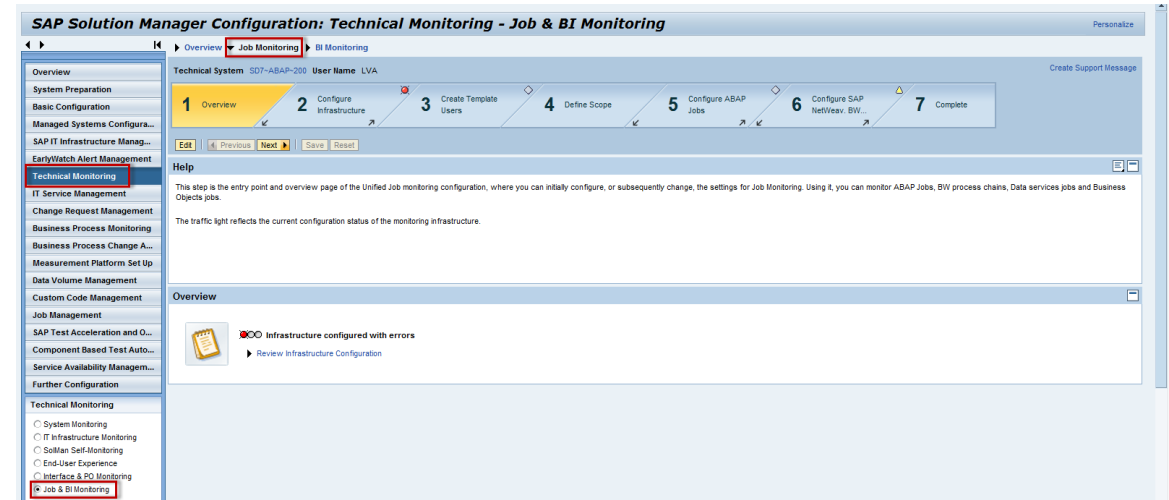 SAP Solution Manager Configuration: Technical Monitoring - Job & BI Monitoring
Personalize
Overview Job Monitoring BI Monitoring
Technical System SD7~ABAP~200 User Name LVA
Create Support Message
1 Overview
2 Configure Infrastructure
3 Create Template Users
4 Define Scope
5 Configure ABAP Jobs
6 Configure SAP NetWeav. BW...
7 Complete
Edit Previous Next Save Reset
Help
This step is the entry point and overview page of the Unified Job monitoring configuration, where you can initially configure, or subsequently change, the settings for Job Monitoring. Using it, you can monitor ABAP Jobs, BW process chains, Data services jobs and Business
Objects jobs.
The traffic light reflects the current configuration status of the monitoring infrastructure.
Overview
Infrastructure configured with errors
Review Infrastructure Configuration
Overview
System Preparation
Basic Configuration
Managed Systems Configura...
SAP IT Infrastructure Manag...
EarlyWatch Alert Management
Technical Monitoring
IT Service Management
Change Request Management
Business Process Monitoring
Business Process Change A...
Measurement Platform Set Up
Data Volume Management
Custom Code Management
Job Management
SAP Test Acceleration and O...
Component Based Test Auto...
Service Availability Managem...
Further Configuration
Technical Monitoring
System Monitoring
IT Infrastructure Monitoring
SolMan Self-Monitoring
End-User Experience
Interface & PO Monitoring
Job & BI Monitoring